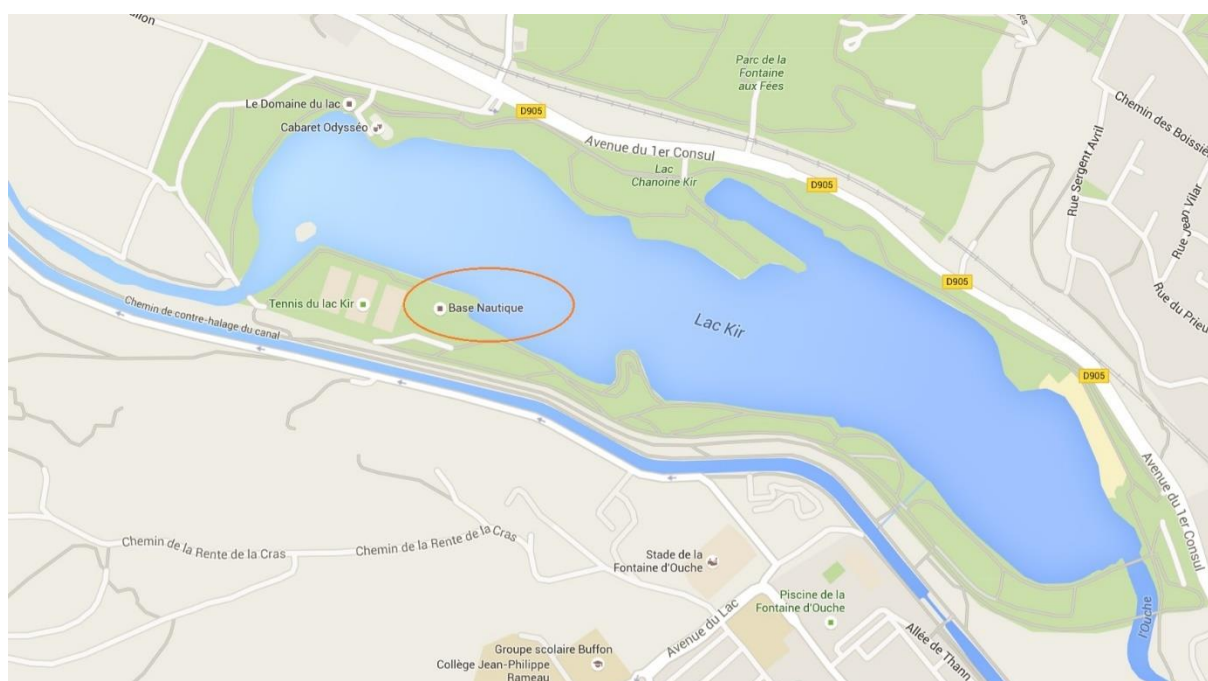 Parc de la
Fontaine
aux Fées
Le Domaine du lac
D905
Chemin des Boissiè
Cabaret Odysséo
Avenue du 1er Consul
Rue Sergent Avril
Lac
Chanoine Kir
D905
Rue Jean Vilar
Base Nautique
Tennis du lac Kir
Chemin de contre-halage du canal
Lac Kir
Rue du Prieu
D905
Avenue du 1er Consul
Chemin de la Rente de la Cras
Chemin de la Rente de la Cras
Stade de la
Fontaine d'Ouche
Piscine de la
Fontaine d'Ouche
l'Ouche
Avenue du Lac
Allée de Thann
Groupe scolaire Buffon
Collège Jean-Philippe
Rameau